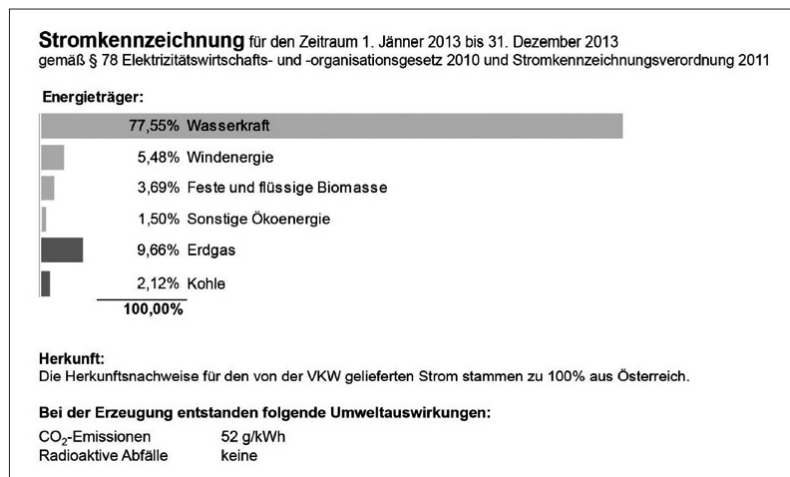 Stromkennzeichnung für den Zeitraum 1. Jänner 2013 bis 31. Dezember 2013
gemäß § 78 Elektrizitätswirtschafts- und -organisationsgesetz 2010 und Stromkennzeichnungsverordnung 2011
Energieträger:
77,55% Wasserkraft
5,48% Windenergie
3,69% Feste und flüssige Biomasse
1,50% Sonstige Ökoenergie
9,66% Erdgas
2,12% Kohle
100,00%
Herkunft:
Die Herkunftsnachweise für den von der VKW gelieferten Strom stammen zu 100% aus Österreich.
Bei der Erzeugung entstanden folgende Umweltauswirkungen:
CO₂-Emissionen 52 g/kWh
Radioaktive Abfälle keine